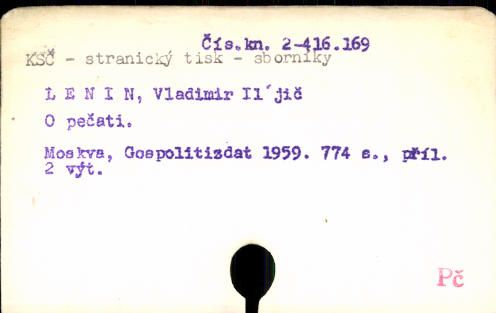 Čís.kn. 2-416.169
KSČ - stranický tisk - sborníky
L E N I N, Vladimir Il´jič
O pečati.
Moskva, Gospolitizdat 1959. 774 s., příl.
2 výt.
Pč